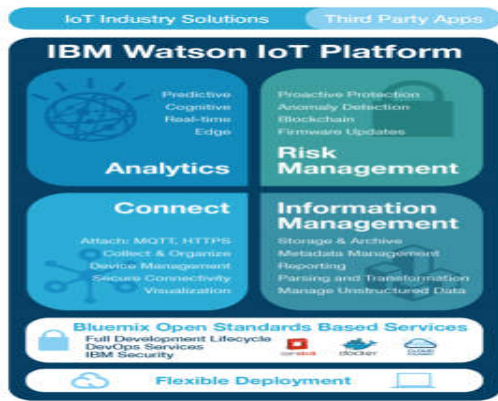 IoT Industry Solutions
Third Party Apps
IBM Watson IoT Platform
Predictive
Cognitive
Real-time
Edge
Analytics
Proactive Protection
Anomaly Detection
Blockchain
Firmware Updates
Risk
Management
Connect
Attach: MQTT, HTTPS
Collect & Organize
Device Management
Secure Connectivity
Visualization
Information
Management
Storage & Archive
Metadata Management
Reporting
Parsing and Transformation
Manage Unstructured Data
Bluemix Open Standards Based Services
Full Development Lifecycle
DevOps Services
IBM Security
docker
Flexible Deployment